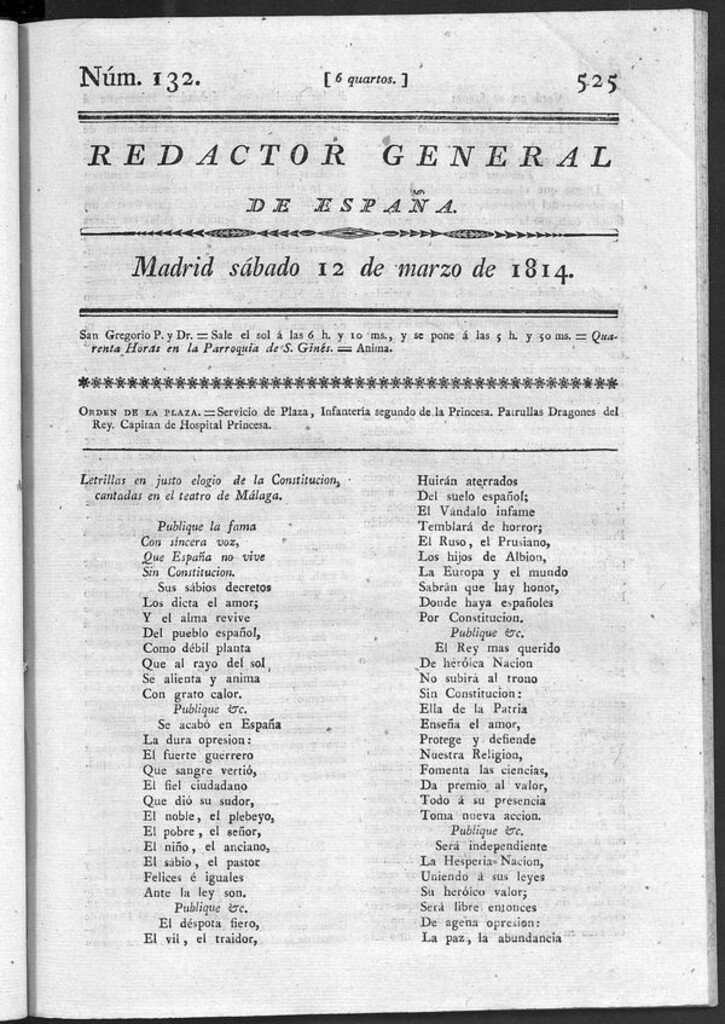 Núm. 132. [ 6 quartos. ] 525
REDACTOR GENERAL
DE ESPAÑA.
Madrid sábado 12 de marzo de 1814.
San Gregorio P. y Dr. = Sale el sol á las 6 h. y 10 ms., y se pone á las 5 h. y 50 ms. = Qua-
renta Horas en la Parroquia de S. Ginés. = Anima.
ORDEN DE LA PLAZA. = Servicio de Plaza, Infantería segundo de la Princesa. Patrullas Dragones del
Rey. Capitan de Hospital Princesa.
Letrillas en justo elogio de la Constitucion,
cantadas en el teatro de Málaga.
Publique la fama
Con síncera voz,
Que España no vive
Sin Constitucion.
Sus sábios decretos
Los dicta el amor;
Y el alma revive
Del pueblo español,
Como débil planta
Que al rayo del sol,
Se alienta y anima
Con grato calor.
Publique &c.
Se acabó en España
La dura opresion:
El fuerte guerrero
Que sangre vertió,
El fiel ciudadano
Que dió su sudor,
El noble, el plebeyo,
El pobre, el señor,
El niño, el anciano,
El sábio, el pastor
Felices é iguales
Ante la ley son.
Publique &c.
El déspota fiero,
El vil, el traidor,
Huirán aterrados
Del suelo español;
El Vándalo infame
Temblará de horror;
El Ruso, el Prusiano,
Los hijos de Albion,
La Europa y el mundo
Sabrán que hay honor,
Donde haya españoles
Por Constitucion.
Publique &c.
El Rey mas querido
De heróica Nacion
No subirá al trono
Sin Constitucion:
Ella de la Patria
Enseña el amor,
Protege y defiende
Nuestra Religion,
Fomenta las ciencias,
Da premio al valor,
Todo á su presencia
Toma nueva accion.
Publique &c.
Será independiente
La Hesperia Nacion,
Uniendo á sus leyes
Su heróico valor;
Será libre entonces
De agena opresion:
La paz, la abundancia